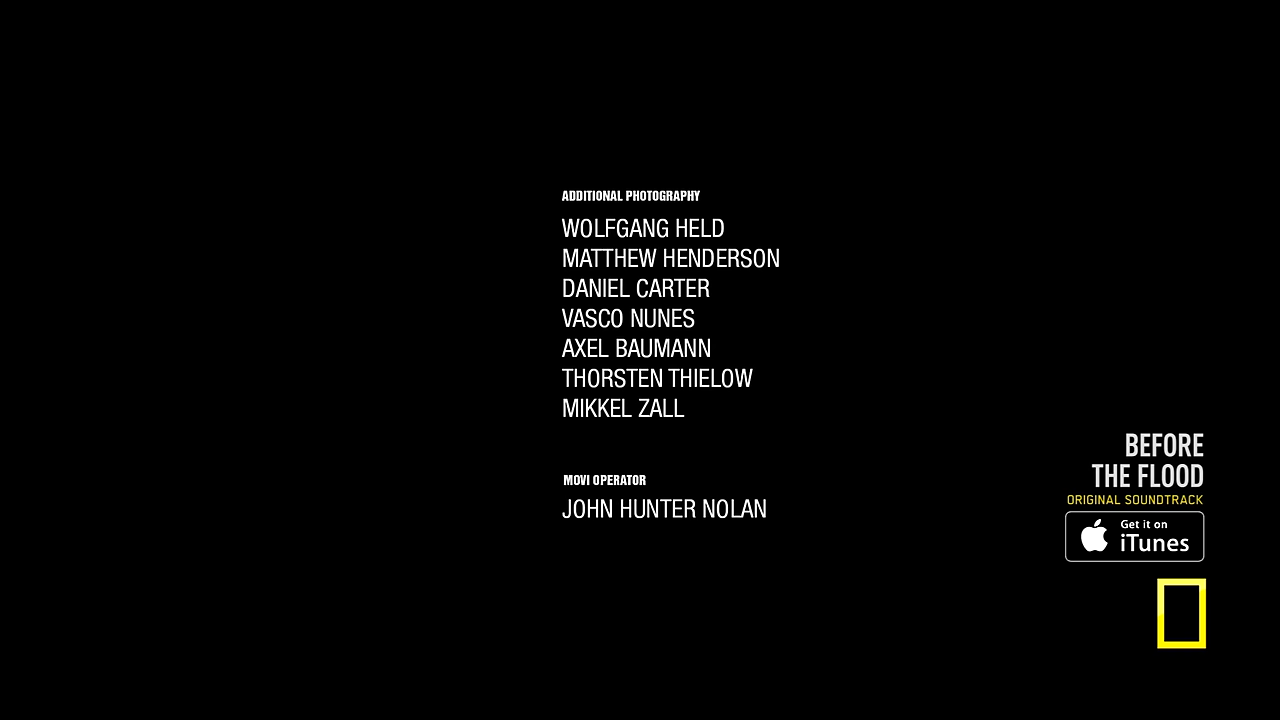 ADDITIONAL PHOTOGRAPHY
WOLFGANG HELD
MATTHEW HENDERSON
DANIEL CARTER
VASCO NUNES
AXEL BAUMANN
THORSTEN THIELOW
MIKKEL ZALL
MOVI OPERATOR
JOHN HUNTER NOLAN
BEFORE
THE FLOOD
ORIGINAL SOUNDTRACK
Get it on
iTunes